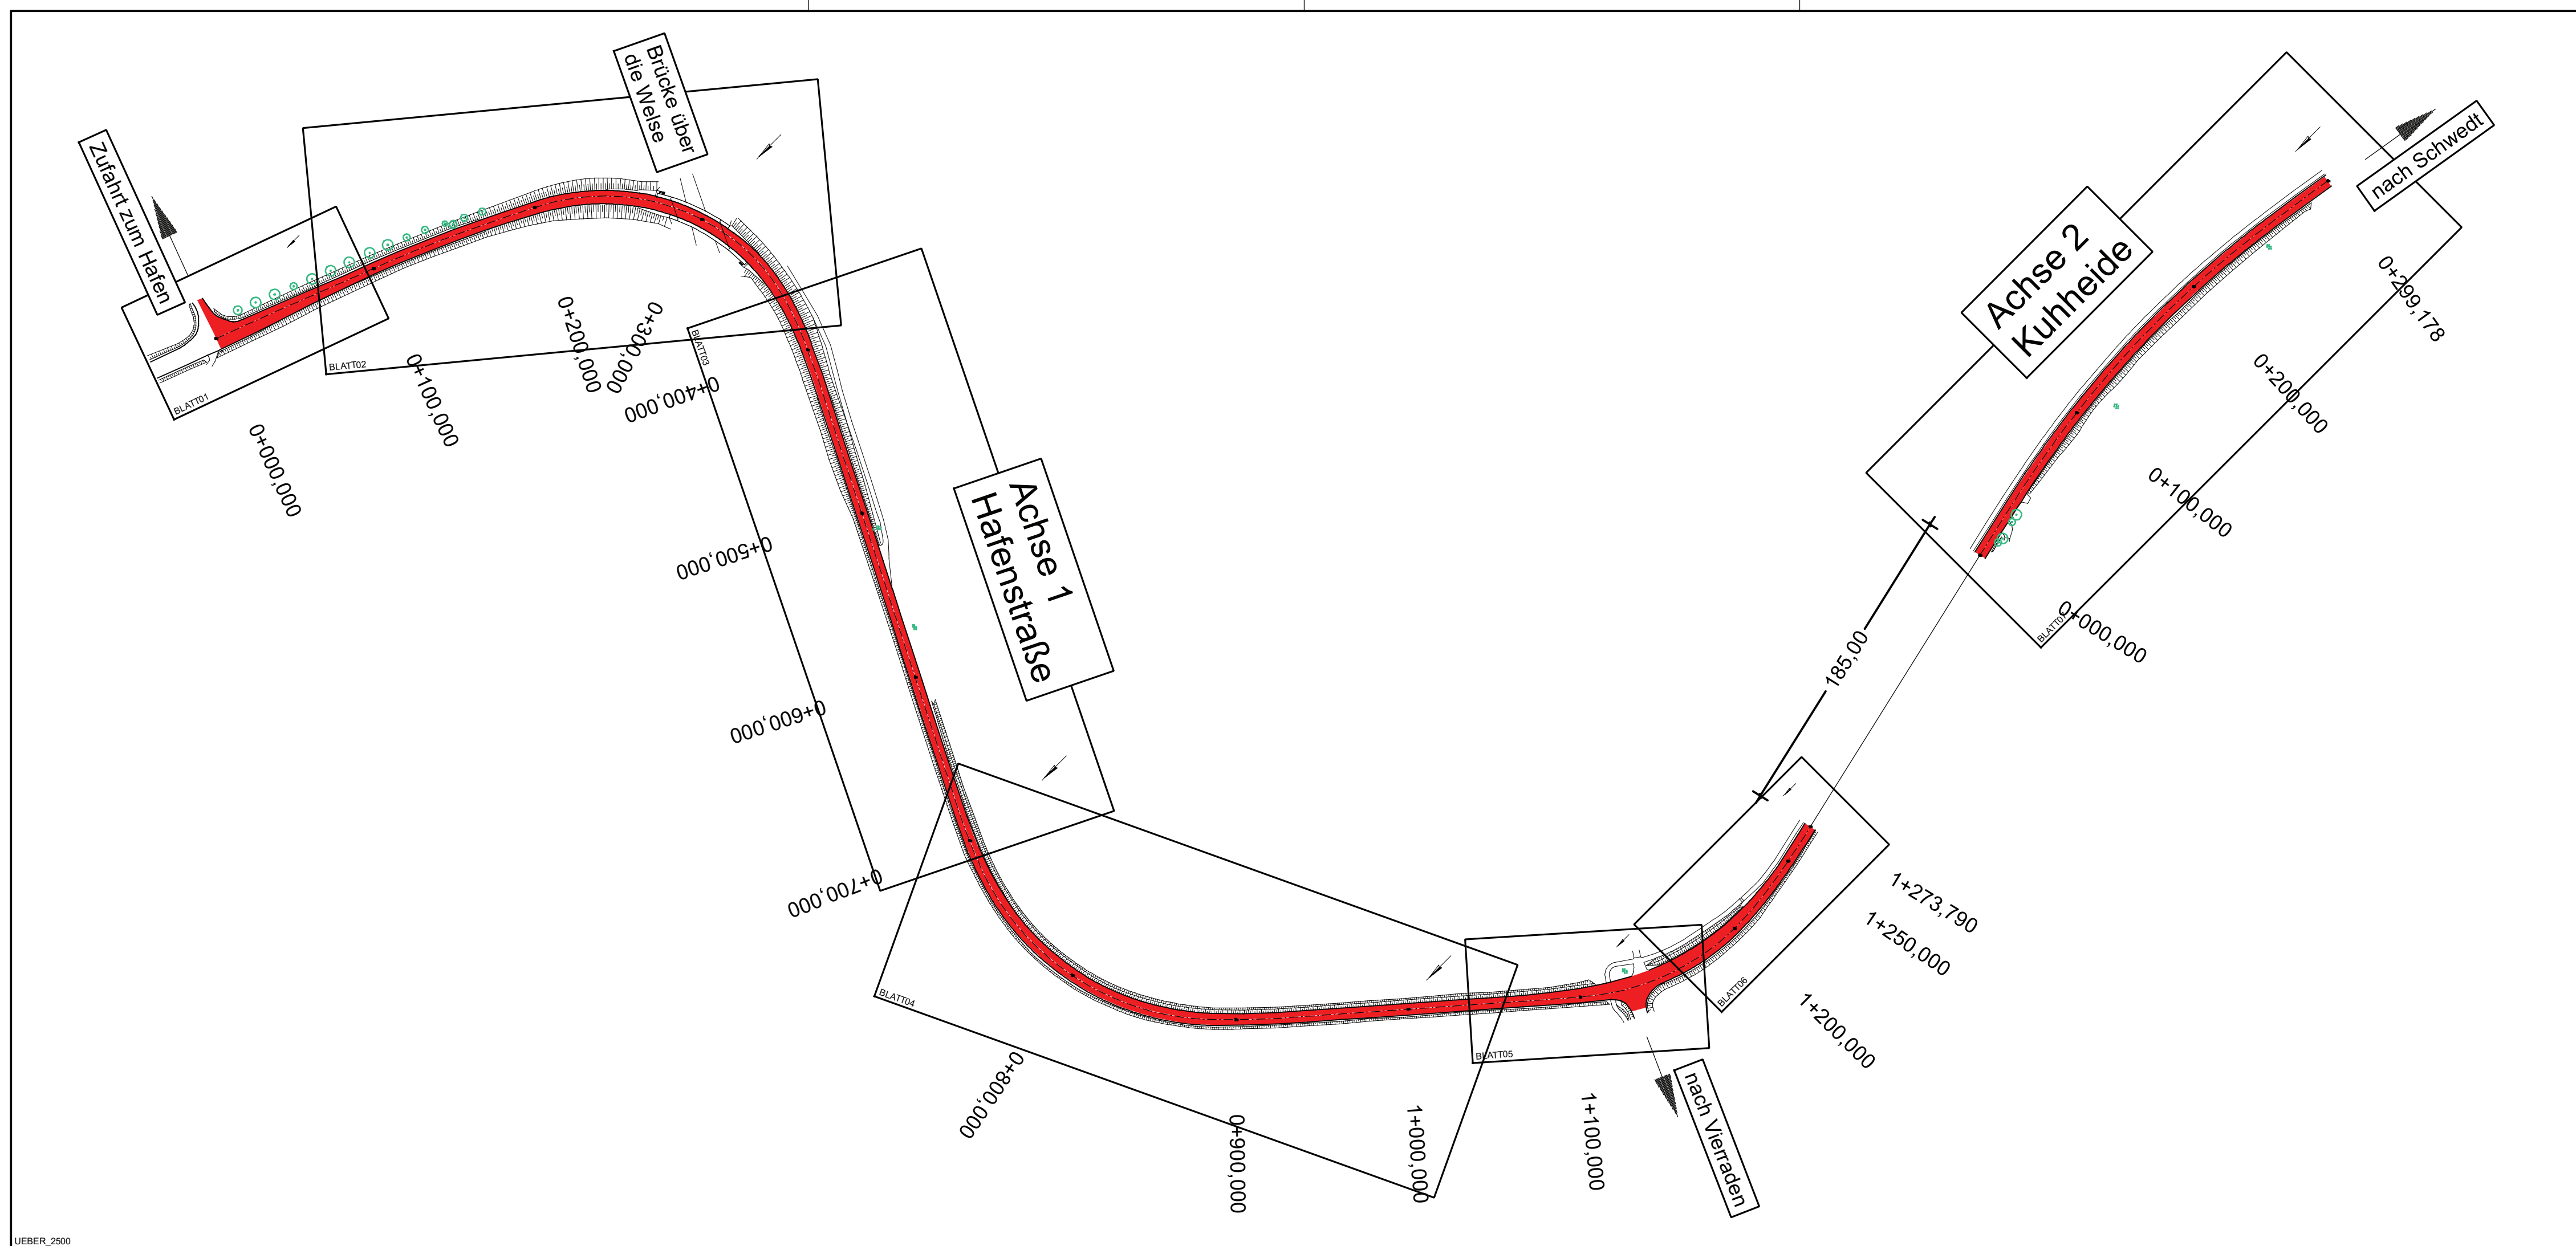 Zufahrt zum Hafen
Brücke über
die Welse
BLATT01
BLATT02
BLATT03
0+000,000
0+100,000
0+200,000
0+300,000
0+400,000
0+500,000
0+600,000
0+700,000
Achse 1
Hafenstraße
BLATT04
0+800,000
0+900,000
1+000,000
BLATT05
1+100,000
nach Vierraden
BLATT06
1+200,000
1+250,000
1+273,790
185,00
Achse 2
Kuhheide
nach Schwedt
0+299,178
0+200,000
0+100,000
0+000,000
BLATT07
UEBER_2500